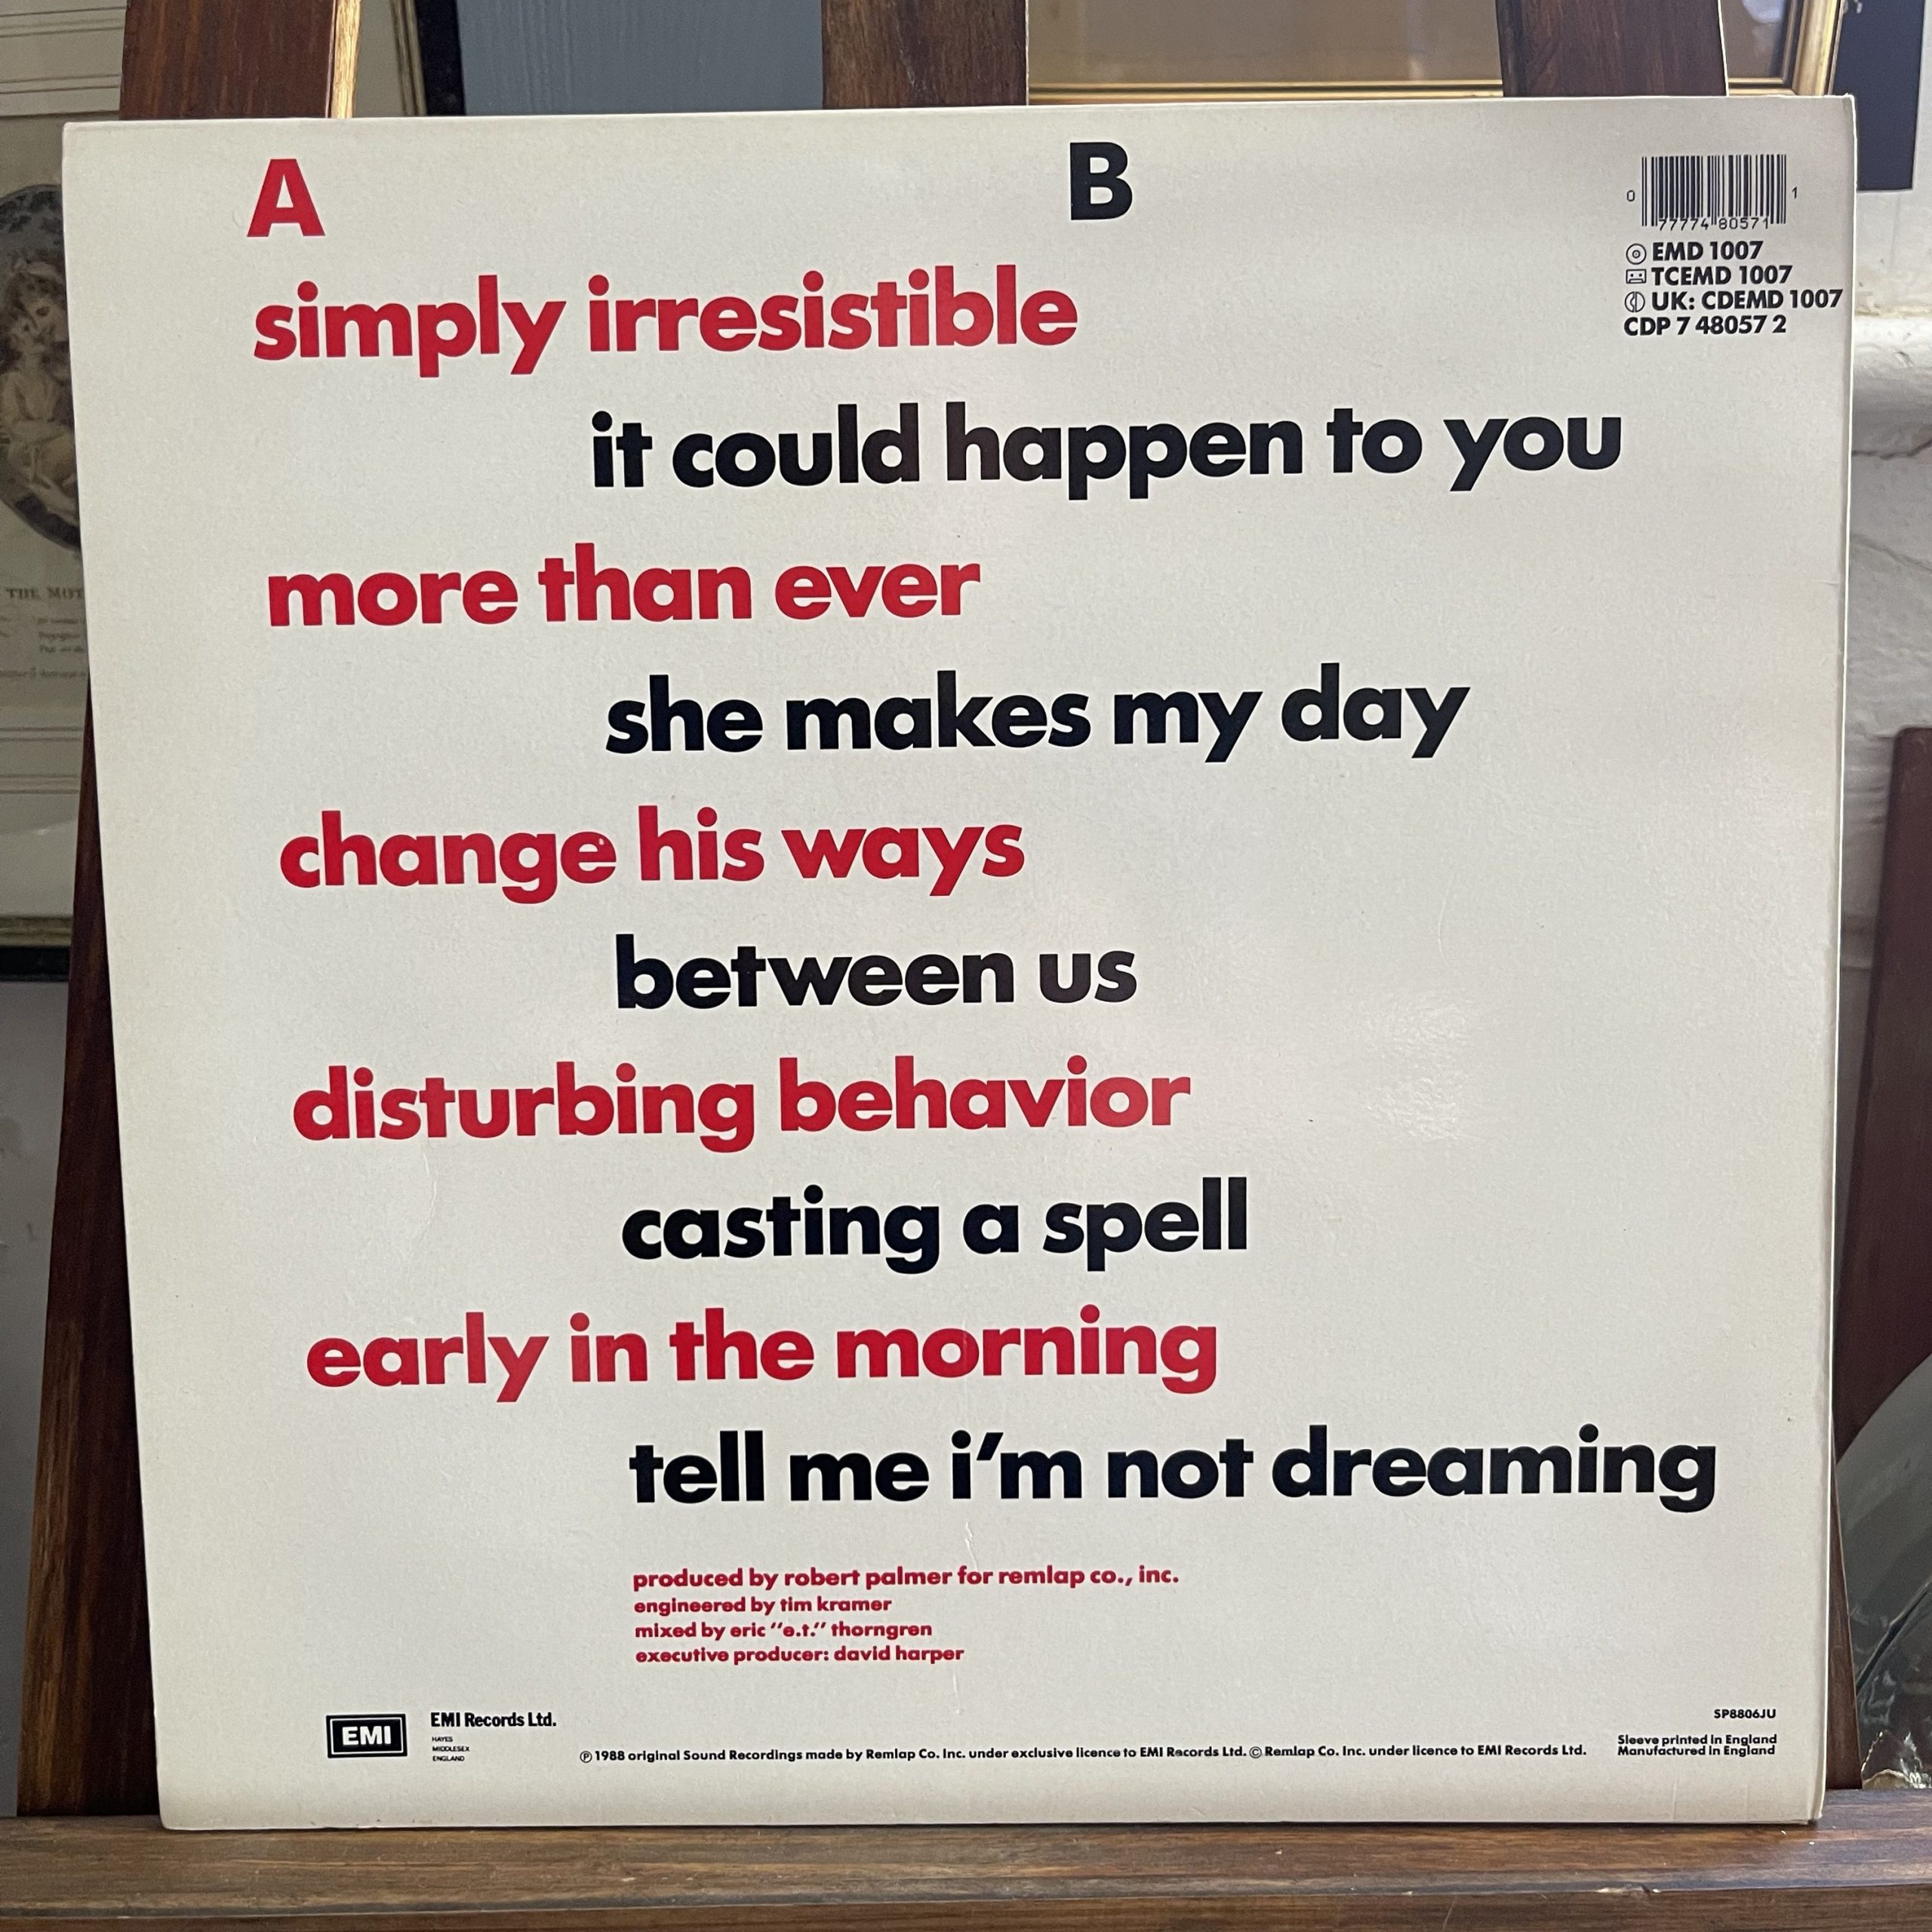 A
B
simply irresistible
it could happen to you
more than ever
she makes my day
change his ways
between us
disturbing behavior
casting a spell
early in the morning
tell me i'm not dreaming
0 77774 80571 1
EMD 1007
TCEMD 1007
UK: CDEMD 1007
CDP 7 48057 2
produced by robert palmer for remlap co., inc.
engineered by tim kramer
mixed by eric "e.t." thorngren
executive producer: david harper
EMI
EMI Records Ltd.
HAYES
MIDDLESEX
ENGLAND
℗ 1988 original Sound Recordings made by Remlap Co. Inc. under exclusive licence to EMI Records Ltd. © Remlap Co. Inc. under licence to EMI Records Ltd.
SP8806JU
Sleeve printed in England
Manufactured in England
THE MOT